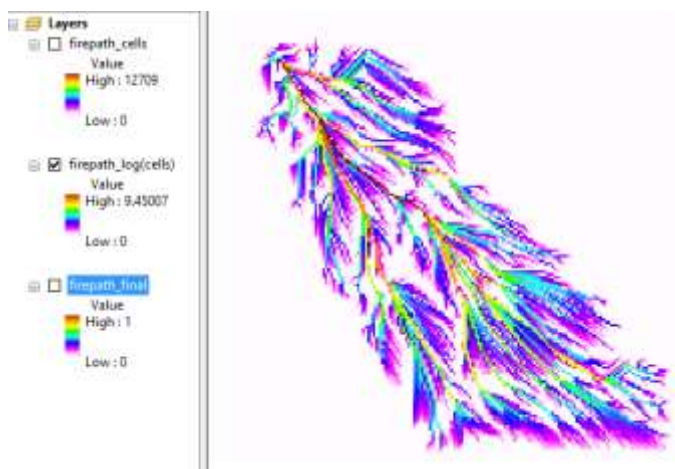 Layers
firepath_cells
Value
High : 12709
Low : 0
firepath_log(cells)
Value
High : 9.45007
Low : 0
firepath_final
Value
High : 1
Low : 0